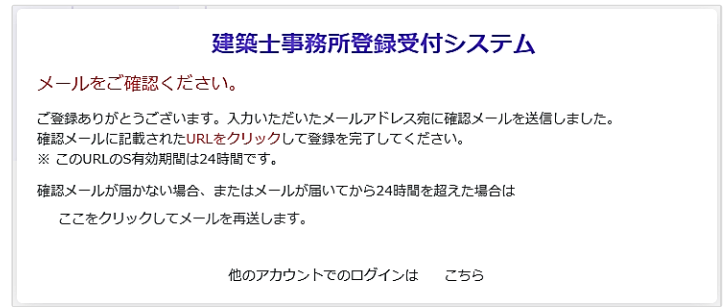 建築士事務所登録受付システム
メールをご確認ください。
ご登録ありがとうございます。入力いただいたメールアドレス宛に確認メールを送信しました。
確認メールに記載されたURLをクリックして登録を完了してください。
※ このURLのS有効期間は24時間です。
確認メールが届かない場合、またはメールが届いてから24時間を超えた場合は
ここをクリックしてメールを再送します。
他のアカウントでのログインは こちら